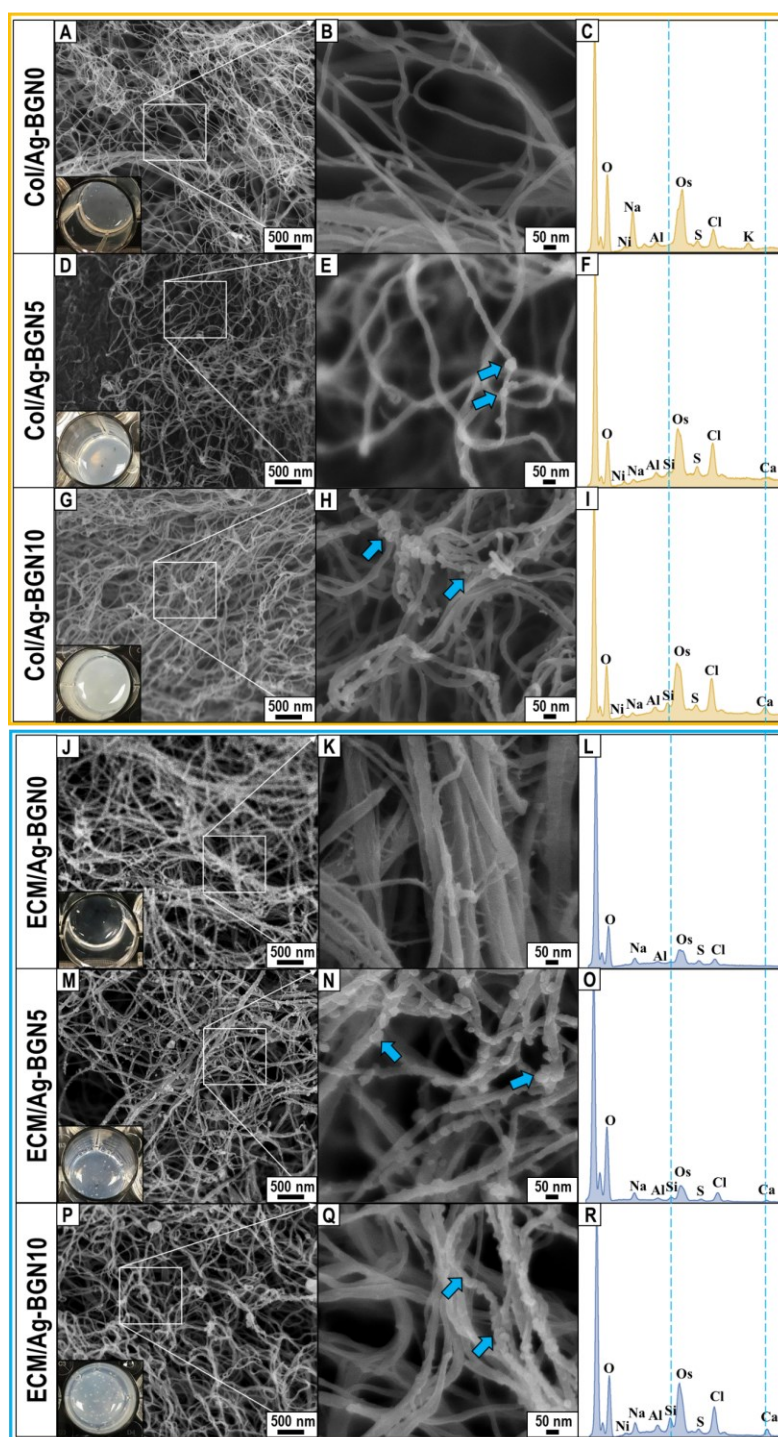 Col/Ag-BGN0
A
500 nm
B
50 nm
C
O
Ni
Na
Al
Os
S
Cl
K
Col/Ag-BGN5
D
500 nm
E
50 nm
F
O
Ni
Na
Al
Si
Os
S
Cl
Ca
Col/Ag-BGN10
G
500 nm
H
50 nm
I
O
Ni
Na
Al
Si
Os
S
Cl
Ca
ECM/Ag-BGN0
J
500 nm
K
50 nm
L
O
Na
Al
Os
S
Cl
ECM/Ag-BGN5
M
500 nm
N
50 nm
O
O
Na
Al
Si
Os
S
Cl
Ca
ECM/Ag-BGN10
P
500 nm
Q
50 nm
R
O
Ni
Na
Al
Si
Os
S
Cl
Ca